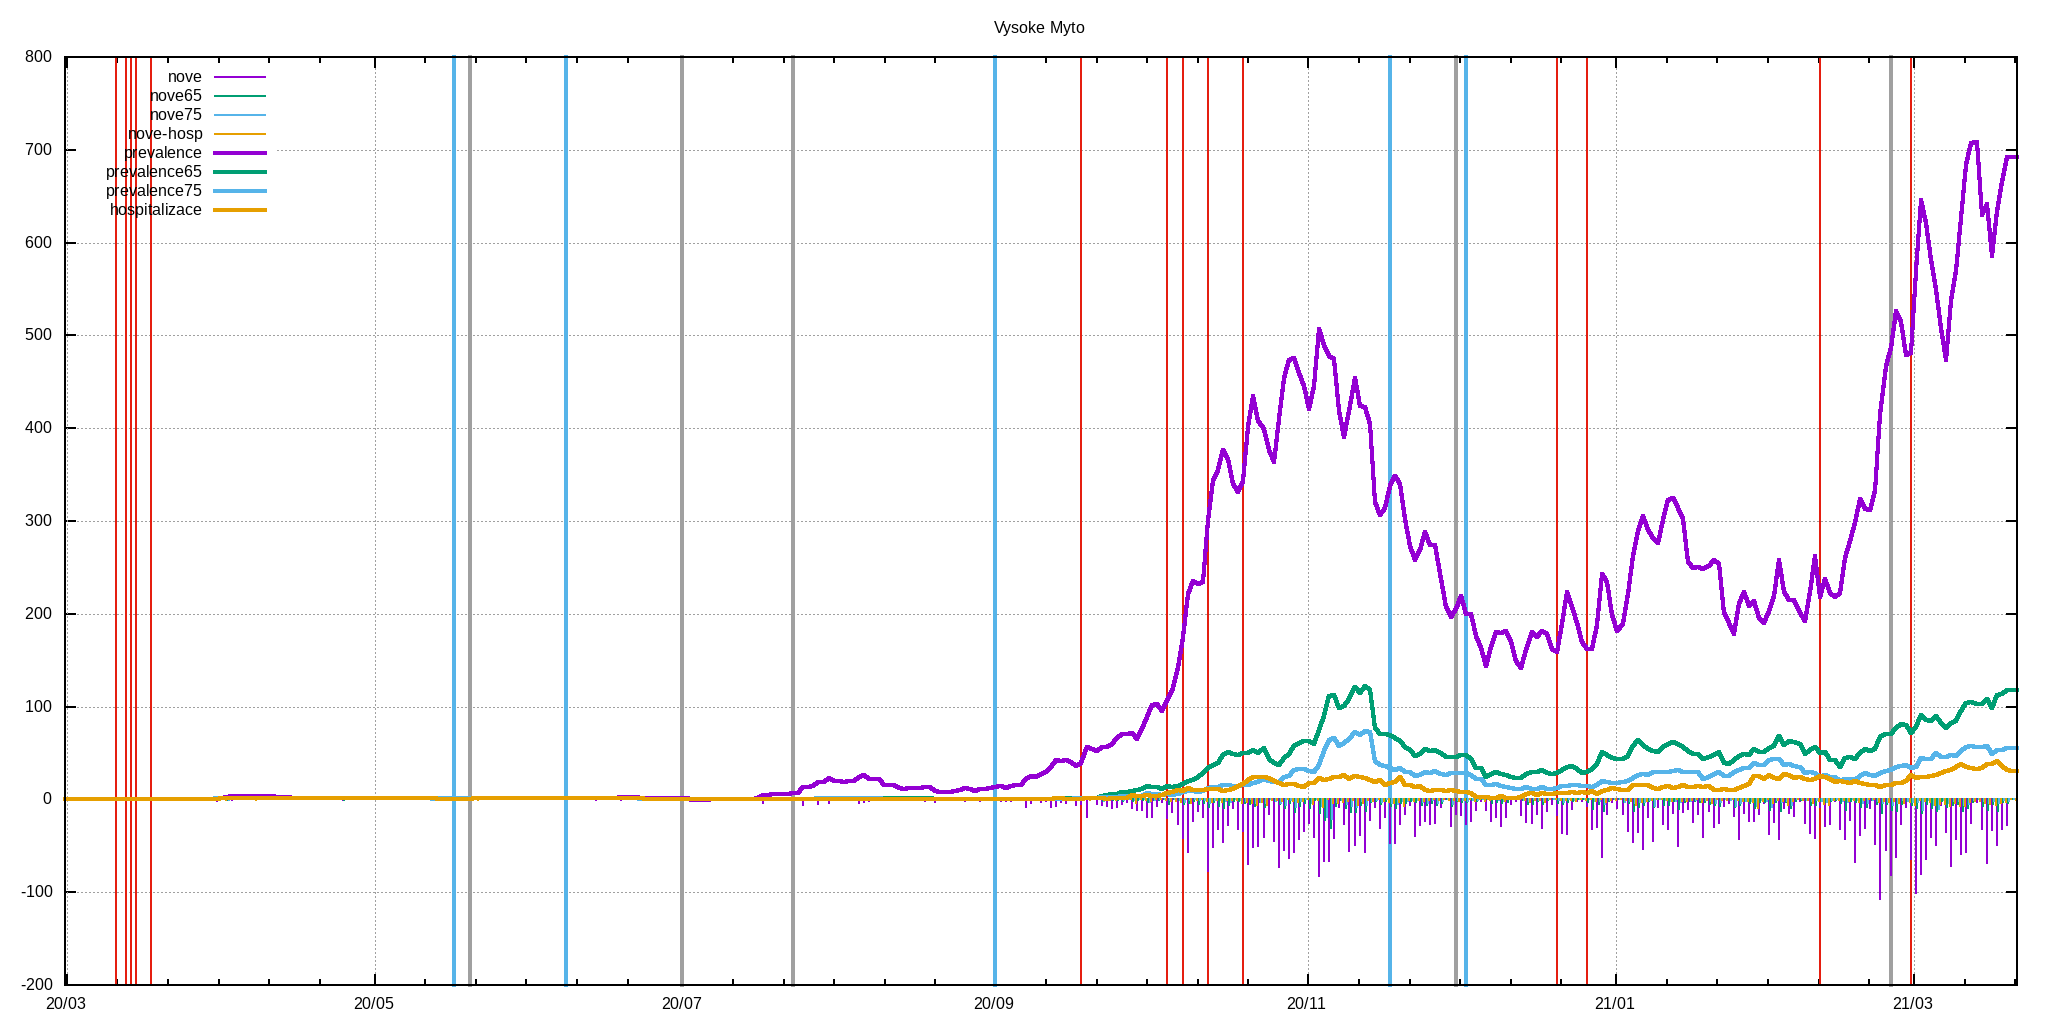 Vysoke Myto
800
700
600
500
400
300
200
100
0
-100
-200
nove
nove65
nove75
nove-hosp
prevalence
prevalence65
prevalence75
hospitalizace
20/03 20/05 20/07 20/09 20/11 21/01 21/03